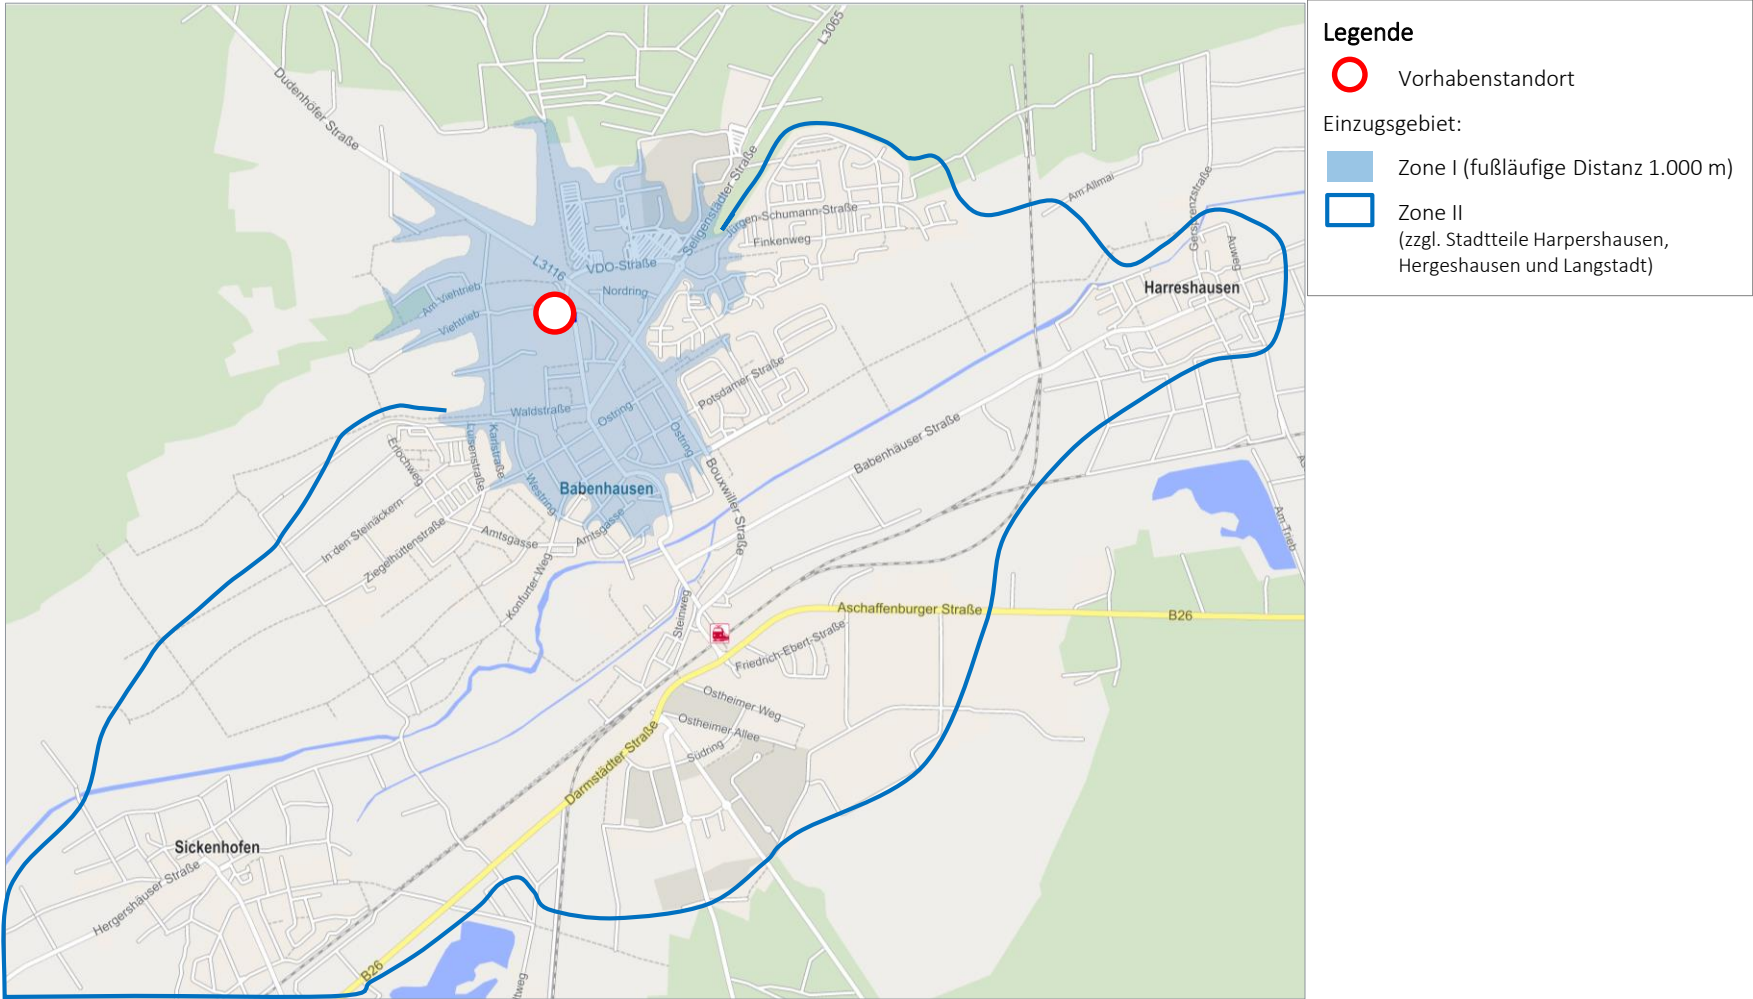 L3065
Dudenhöfer Straße
Seligenstädter Straße
Am Allmai
Gersprenzstraße
Jürgen-Schumann-Straße
Finkenweg
Auweg
L3116
VDO-Straße
Nordring
Am Viehtrieb
Viehtrieb
Harreshausen
Potsdamer Straße
Waldstraße
Ostring
Ostring
Luisenstraße
Karlstraße
Erlochweg
Babenhäuser Straße
Bouxwiller Straße
Westring
Babenhausen
In den Steinäckern
Ziegelhüttenstraße
Amtsgasse
Amtsgasse
Am Trieb
Konfurter Weg
Steinweg
Aschaffenburger Straße
B26
Friedrich-Ebert-Straße
Ostheimer Weg
Ostheimer Allee
Südring
Darmstädter Straße
Sickenhofen
Hergershäuser Straße
B26
Legende
Vorhabenstandort
Einzugsgebiet:
Zone I (fußläufige Distanz 1.000 m)
Zone II
(zzgl. Stadtteile Harpershausen,
Hergeshausen und Langstadt)